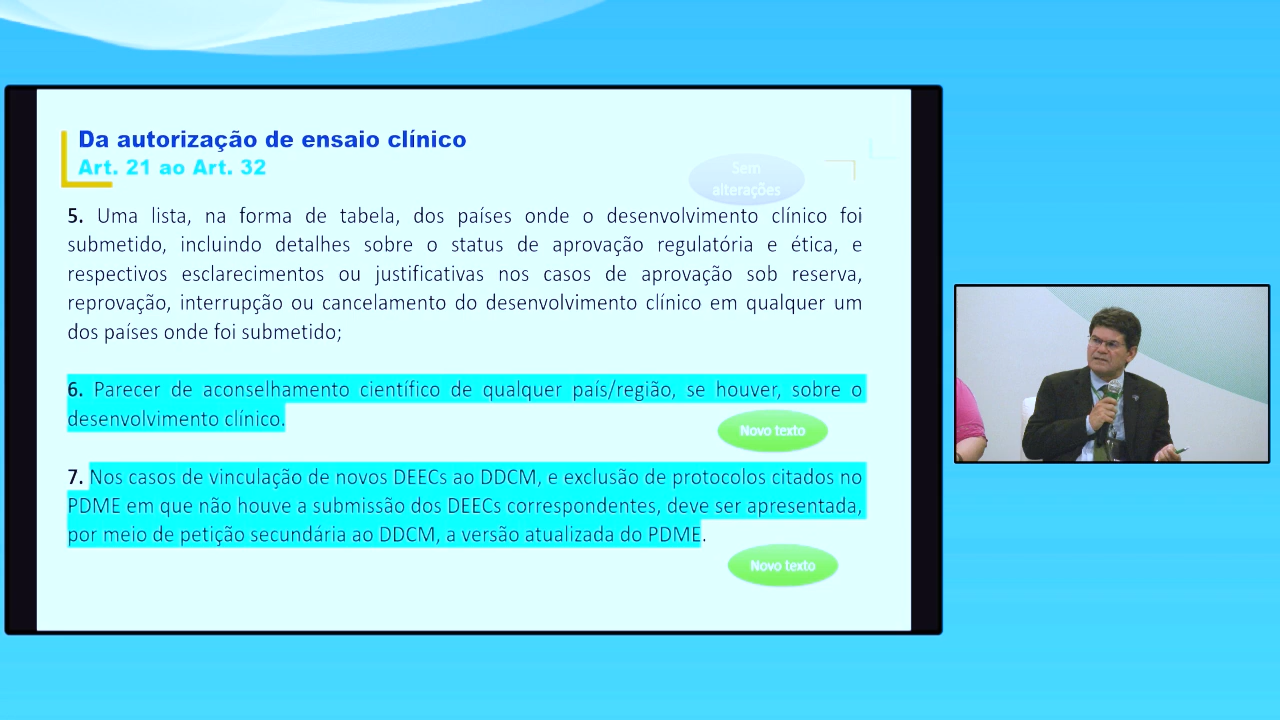 Da autorização de ensaio clínico
Art. 21 ao Art. 32
Sem
alterações
5. Uma lista, na forma de tabela, dos países onde o desenvolvimento clínico foi
submetido, incluindo detalhes sobre o status de aprovação regulatória e ética, e
respectivos esclarecimentos ou justificativas nos casos de aprovação sob reserva,
reprovação, interrupção ou cancelamento do desenvolvimento clínico em qualquer um
dos países onde foi submetido;
6. Parecer de aconselhamento científico de qualquer país/região, se houver, sobre o
desenvolvimento clínico.
Novo texto
7. Nos casos de vinculação de novos DEECs ao DDCM, e exclusão de protocolos citados no
PDME em que não houve a submissão dos DEECs correspondentes, deve ser apresentada,
por meio de petição secundária ao DDCM, a versão atualizada do PDME.
Novo texto